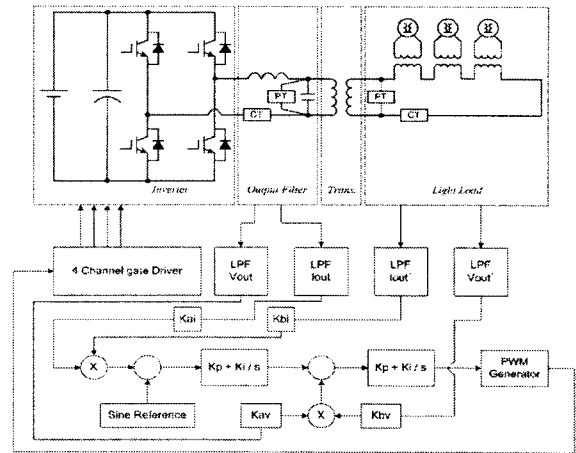 PT
CT
PT
CT
Inverter
Output Filter
Trans.
Light Load
4 Channel gate Driver
LPF
Vout
LPF
Iout
LPF
Iout'
LPF
Vout'
Kai
Kbi
X
Kp + Ki / s
Kp + Ki / s
PWM
Generator
Sine Reference
Kav
X
Kbv